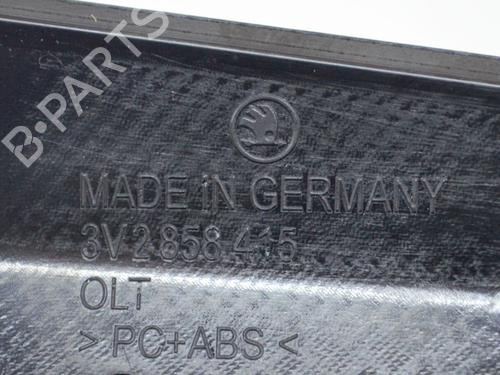 B-PARTS
MADE IN GERMANY
3V2 858 415
OLT
> PC+ABS <